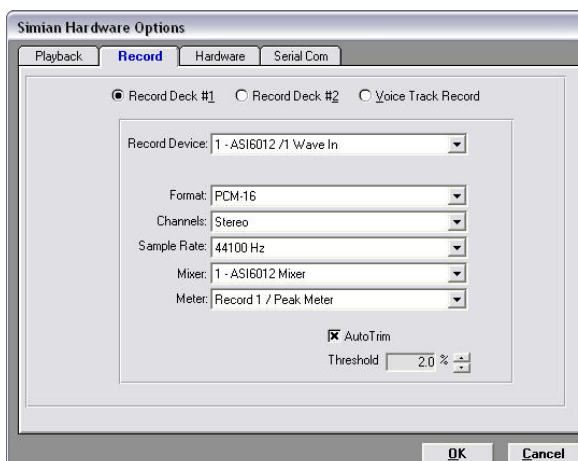 Simian Hardware Options
Playback Record Hardware Serial Com
Record Deck #1 Record Deck #2 Voice Track Record
Record Device: 1 - ASI6012 /1 Wave In
Format: PCM-16
Channels: Stereo
Sample Rate: 44100 Hz
Mixer: 1 - ASI6012 Mixer
Meter: Record 1 / Peak Meter
AutoTrim
Threshold 2.0 %
OK Cancel